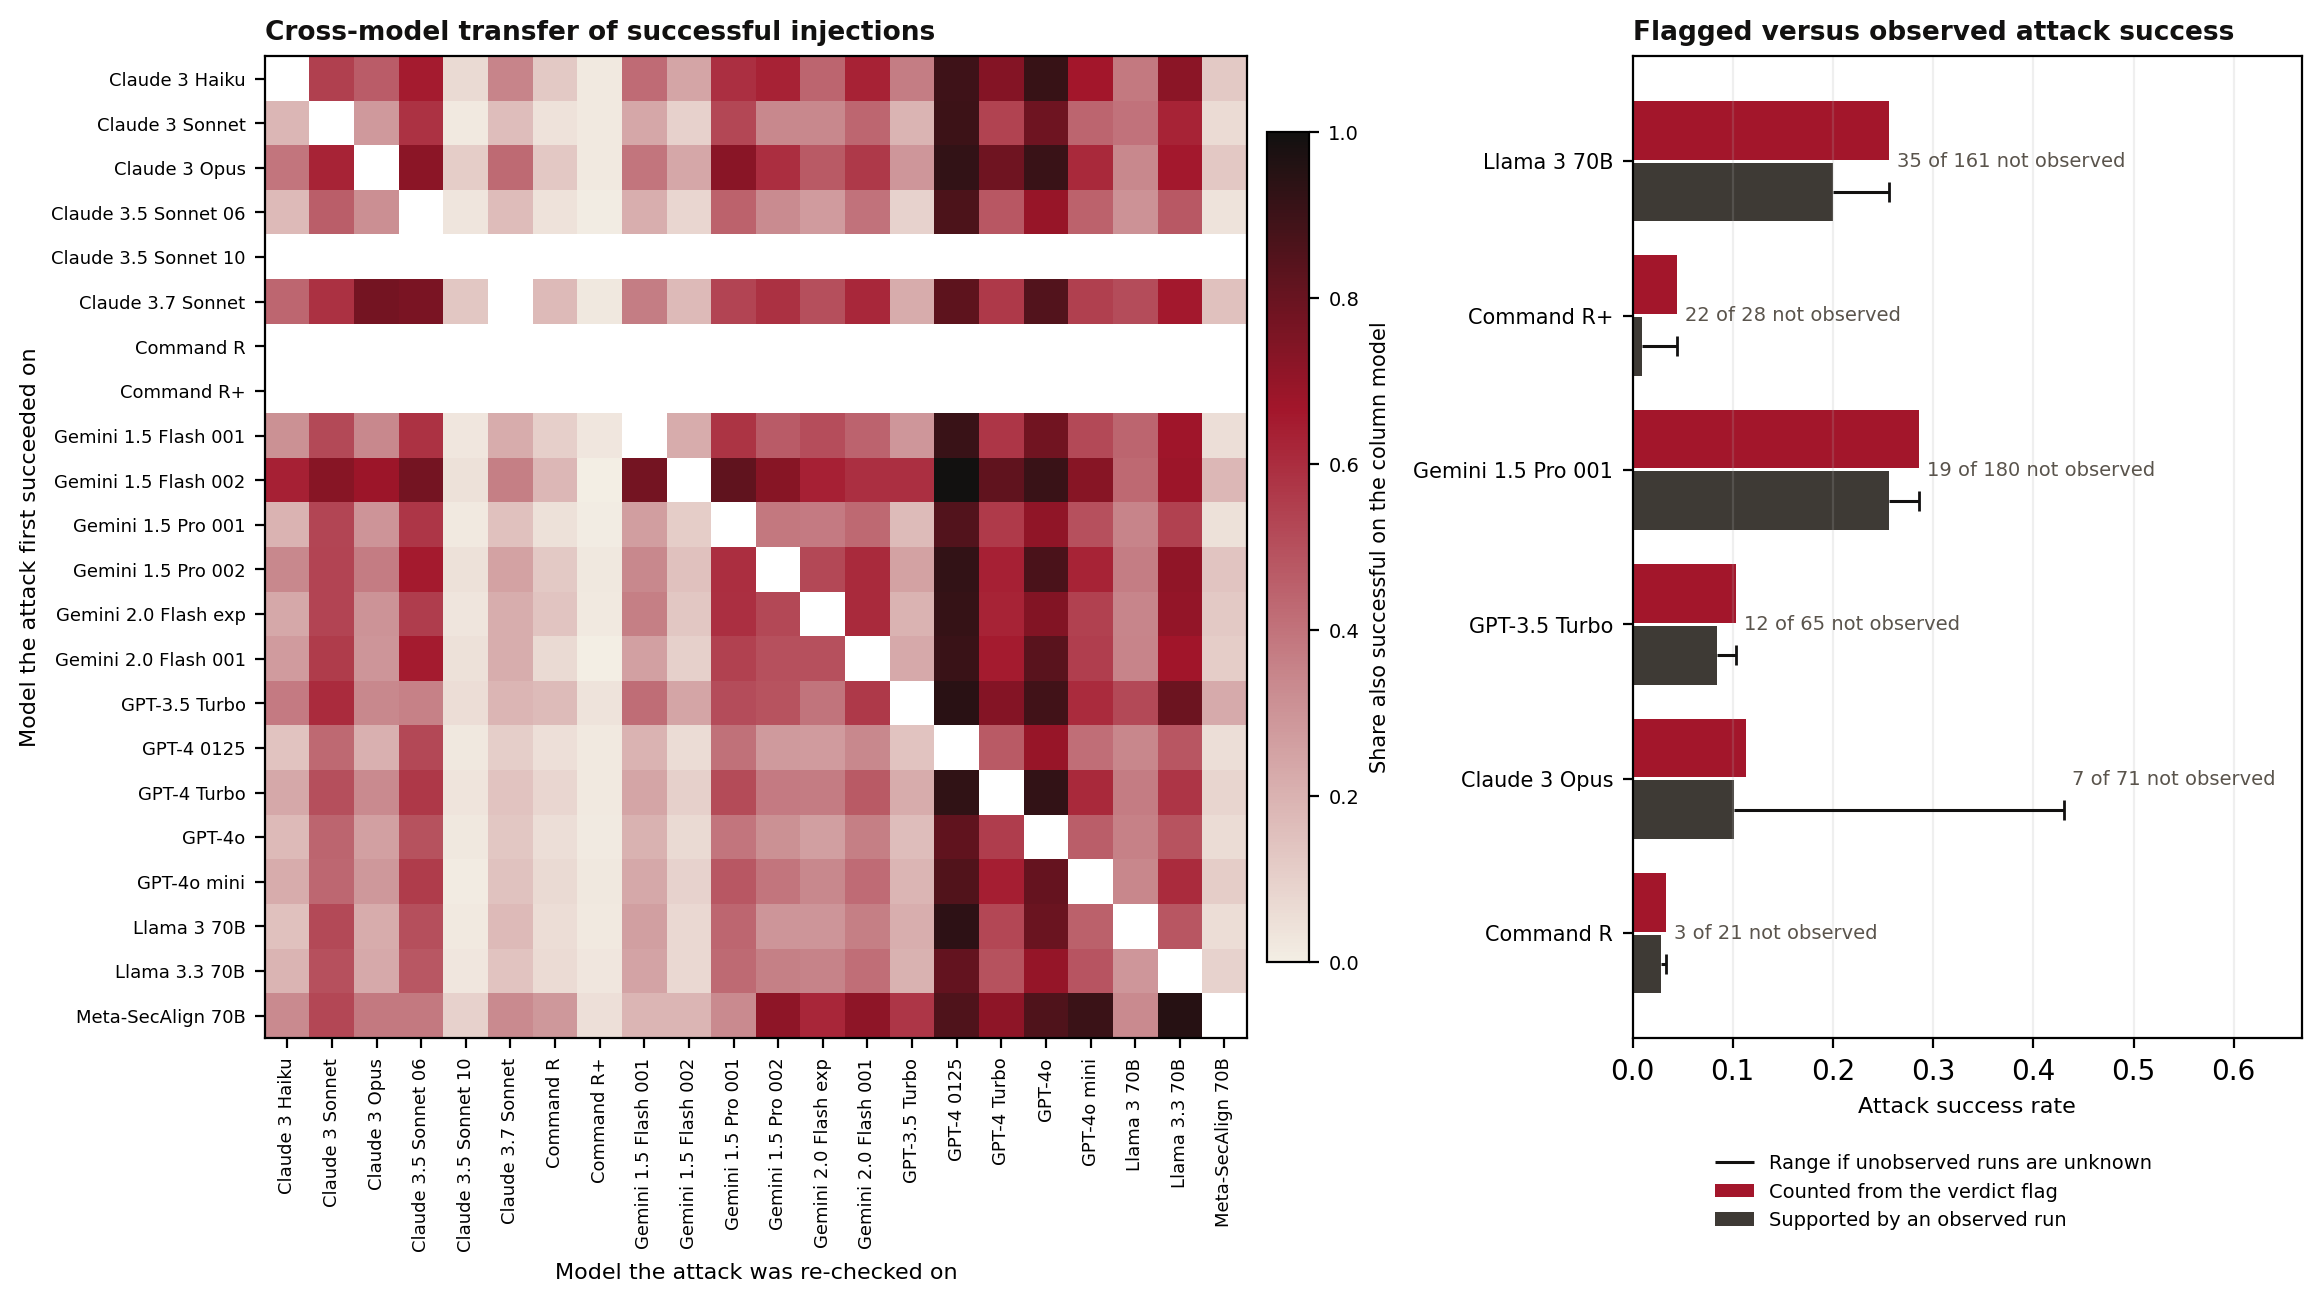 Cross-model transfer of successful injections
Model the attack first succeeded on
Claude 3 Haiku
Claude 3 Sonnet
Claude 3 Opus
Claude 3.5 Sonnet 06
Claude 3.5 Sonnet 10
Claude 3.7 Sonnet
Command R
Command R+
Gemini 1.5 Flash 001
Gemini 1.5 Flash 002
Gemini 1.5 Pro 001
Gemini 1.5 Pro 002
Gemini 2.0 Flash exp
Gemini 2.0 Flash 001
GPT-3.5 Turbo
GPT-4 0125
GPT-4 Turbo
GPT-4o
GPT-4o mini
Llama 3 70B
Llama 3.3 70B
Meta-SecAlign 70B
Claude 3 Haiku
Claude 3 Sonnet
Claude 3 Opus
Claude 3.5 Sonnet 06
Claude 3.5 Sonnet 10
Claude 3.7 Sonnet
Command R
Command R+
Gemini 1.5 Flash 001
Gemini 1.5 Flash 002
Gemini 1.5 Pro 001
Gemini 1.5 Pro 002
Gemini 2.0 Flash exp
Gemini 2.0 Flash 001
GPT-3.5 Turbo
GPT-4 0125
GPT-4 Turbo
GPT-4o
GPT-4o mini
Llama 3 70B
Llama 3.3 70B
Meta-SecAlign 70B
Model the attack was re-checked on
1.0
0.8
0.6
0.4
0.2
0.0
Share also successful on the column model
Flagged versus observed attack success
Llama 3 70B
35 of 161 not observed
Command R+
22 of 28 not observed
Gemini 1.5 Pro 001
19 of 180 not observed
GPT-3.5 Turbo
12 of 65 not observed
Claude 3 Opus
7 of 71 not observed
Command R
3 of 21 not observed
0.0 0.1 0.2 0.3 0.4 0.5 0.6
Attack success rate
Range if unobserved runs are unknown
Counted from the verdict flag
Supported by an observed run